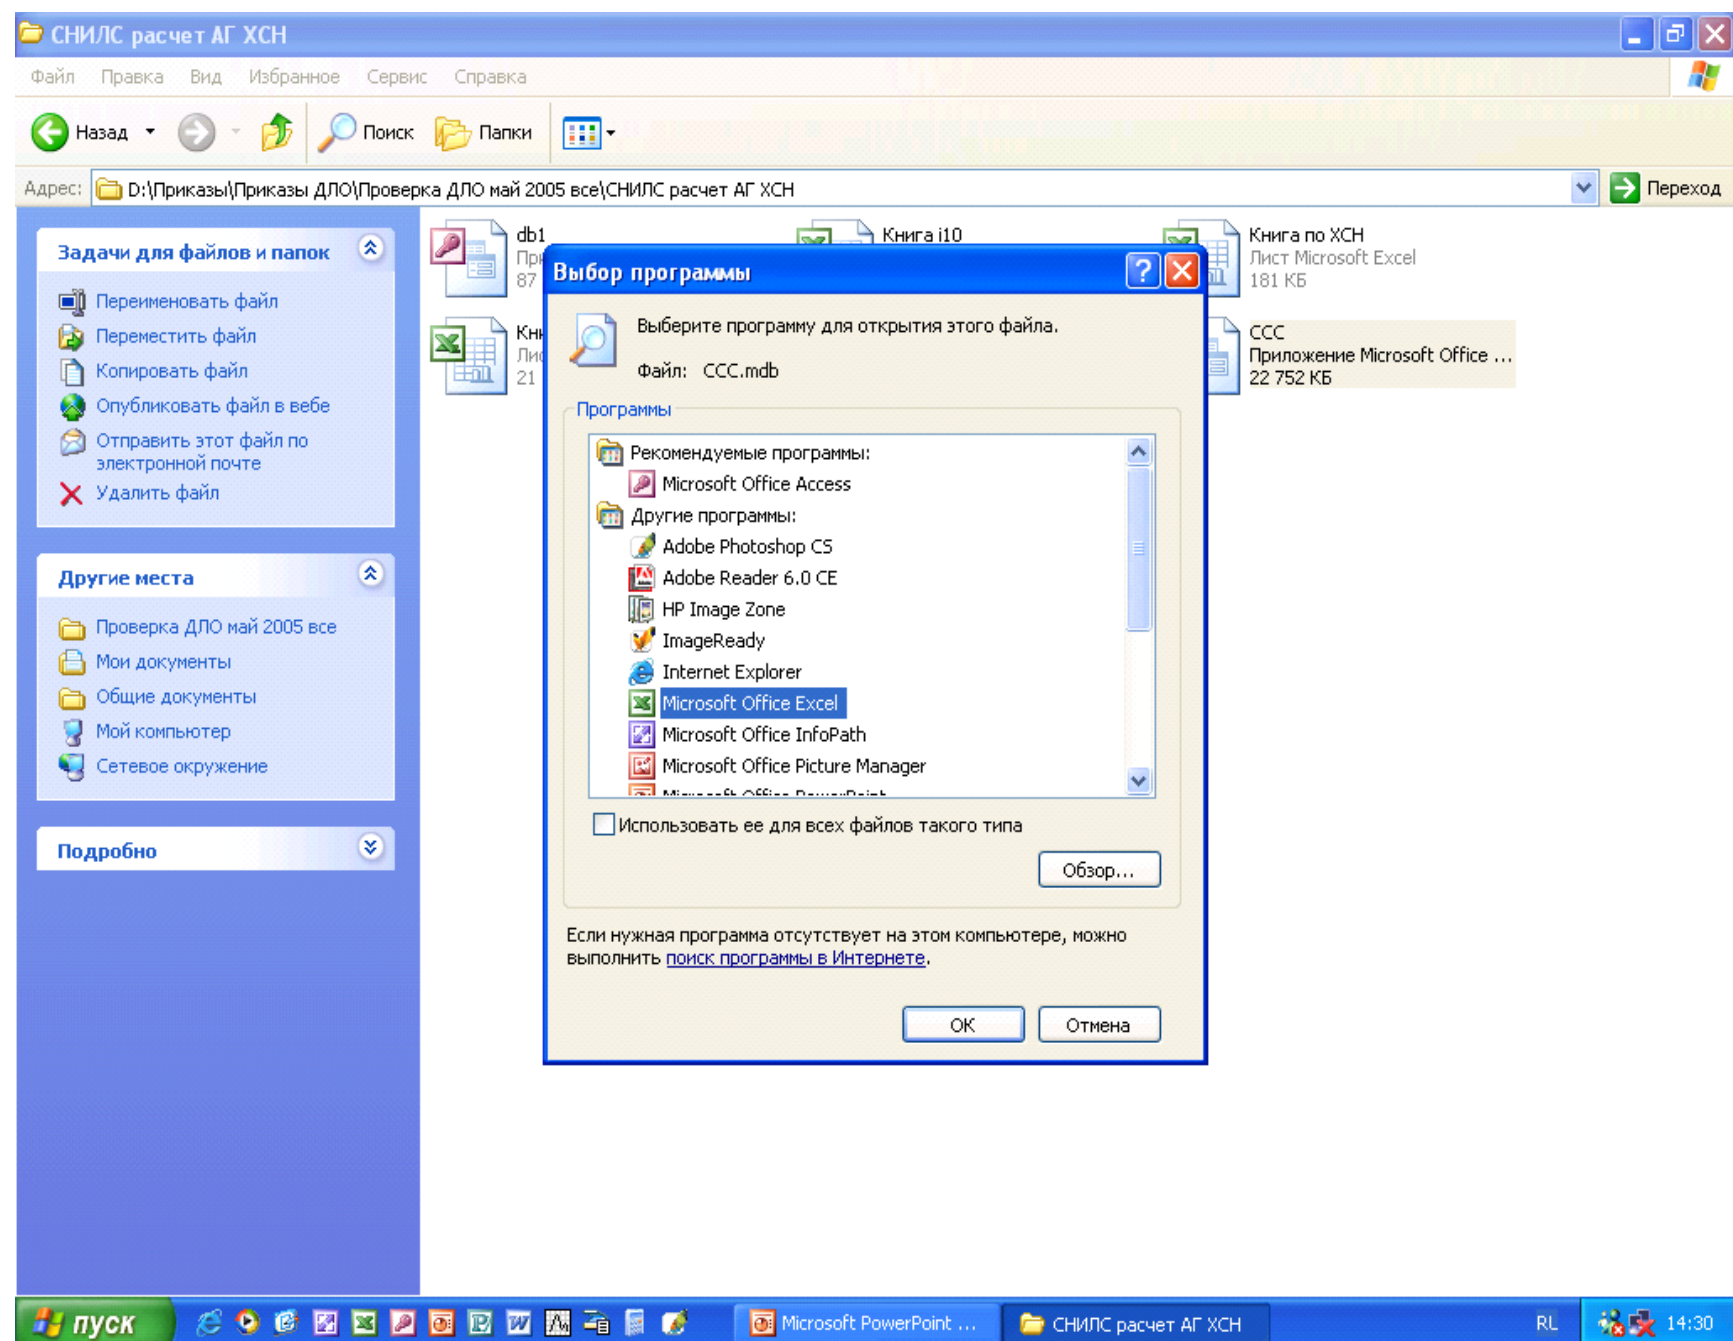 СНИЛС расчет АГ ХСН
Файл Правка Вид Избранное Сервис Справка
Назад Поиск Папки
Адрес: D:\Приказы\Приказы ДЛО\Проверка ДЛО май 2005 все\СНИЛС расчет АГ ХСН Переход
Задачи для файлов и папок
Переименовать файл
Переместить файл
Копировать файл
Опубликовать файл в вебе
Отправить этот файл по
электронной почте
Удалить файл
Другие места
Проверка ДЛО май 2005 все
Мои документы
Общие документы
Мой компьютер
Сетевое окружение
Подробно
db1
87
21
Книга i10
Книга по ХСН
Лист Microsoft Excel
181 КБ
ССС
Приложение Microsoft Office ...
22 752 КБ
Выбор программы
Выберите программу для открытия этого файла.
Файл: ССС.mdb
Программы
Рекомендуемые программы:
Microsoft Office Access
Другие программы:
Adobe Photoshop CS
Adobe Reader 6.0 CE
HP Image Zone
ImageReady
Internet Explorer
Microsoft Office Excel
Microsoft Office InfoPath
Microsoft Office Picture Manager
Microsoft Office PowerPoint
Использовать ее для всех файлов такого типа
Обзор...
Если нужная программа отсутствует на этом компьютере, можно
выполнить поиск программы в Интернете.
ОК Отмена
пуск Microsoft PowerPoint ... СНИЛС расчет АГ ХСН RL 14:30